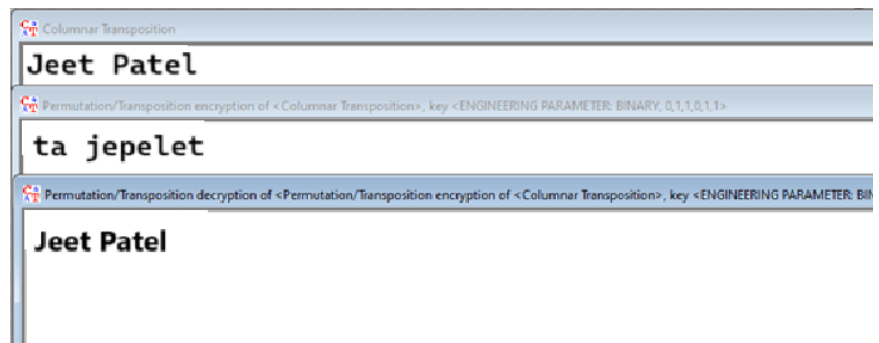 Columnar Transposition
Jeet Patel
Permutation/Transposition encryption of <Columnar Transposition>, key <ENGINEERING PARAMETER: BINARY, 0,1,1,0,1,1>
ta jepelet
Permutation/Transposition decryption of <Permutation/Transposition encryption of <Columnar Transposition>, key <ENGINEERING PARAMETER: BIN
Jeet Patel